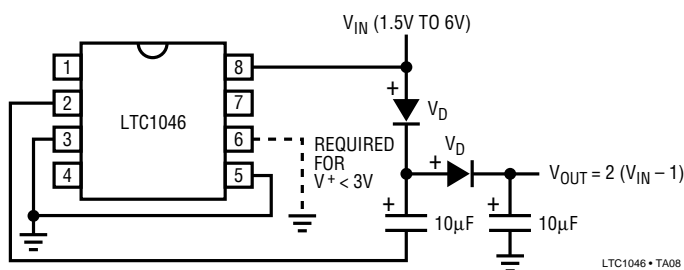 V_IN (1.5V TO 6V)
1
2
3
4
8
7
6
5
LTC1046
REQUIRED
FOR
V+ < 3V
+
V_D
+
V_D
V_OUT = 2 (V_IN – 1)
+
10µF
+
10µF
LTC1046 • TA08